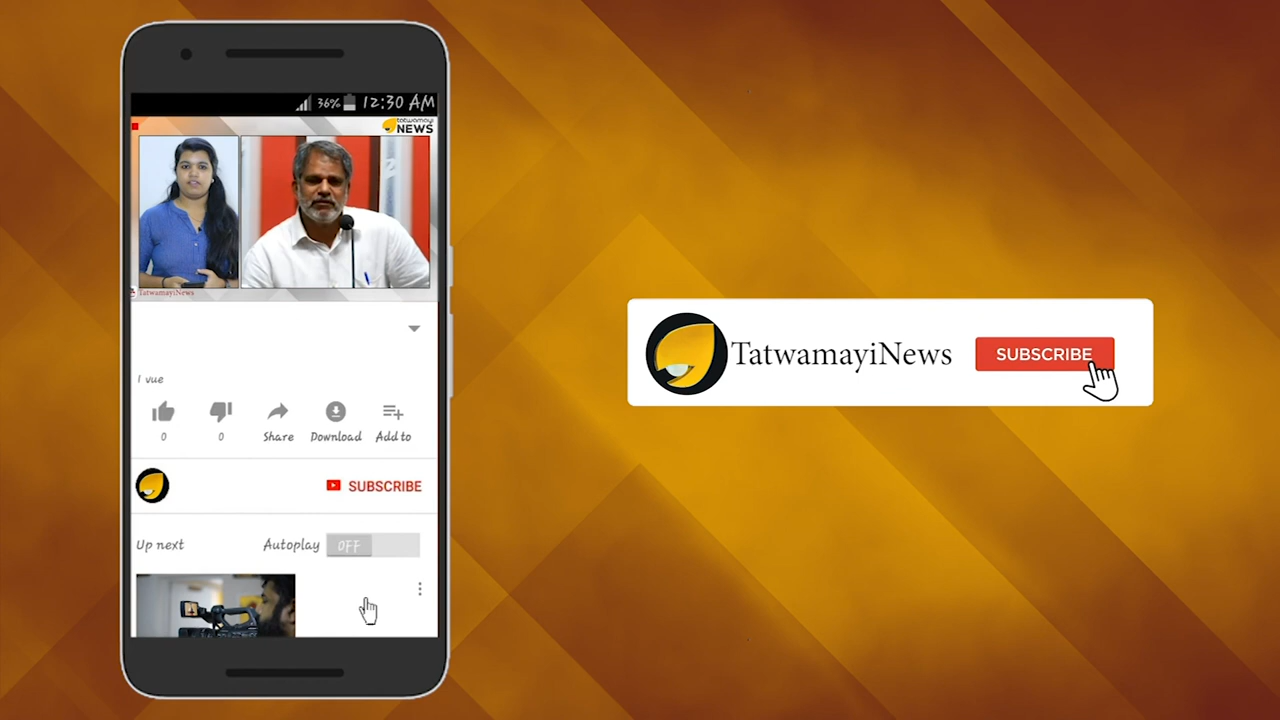 36% 12:30 AM
tatwamayi
NEWS
TatwamayiNews
1 vue
0 0 Share Download Add to
SUBSCRIBE
Up next Autoplay OFF
TatwamayiNews SUBSCRIBE